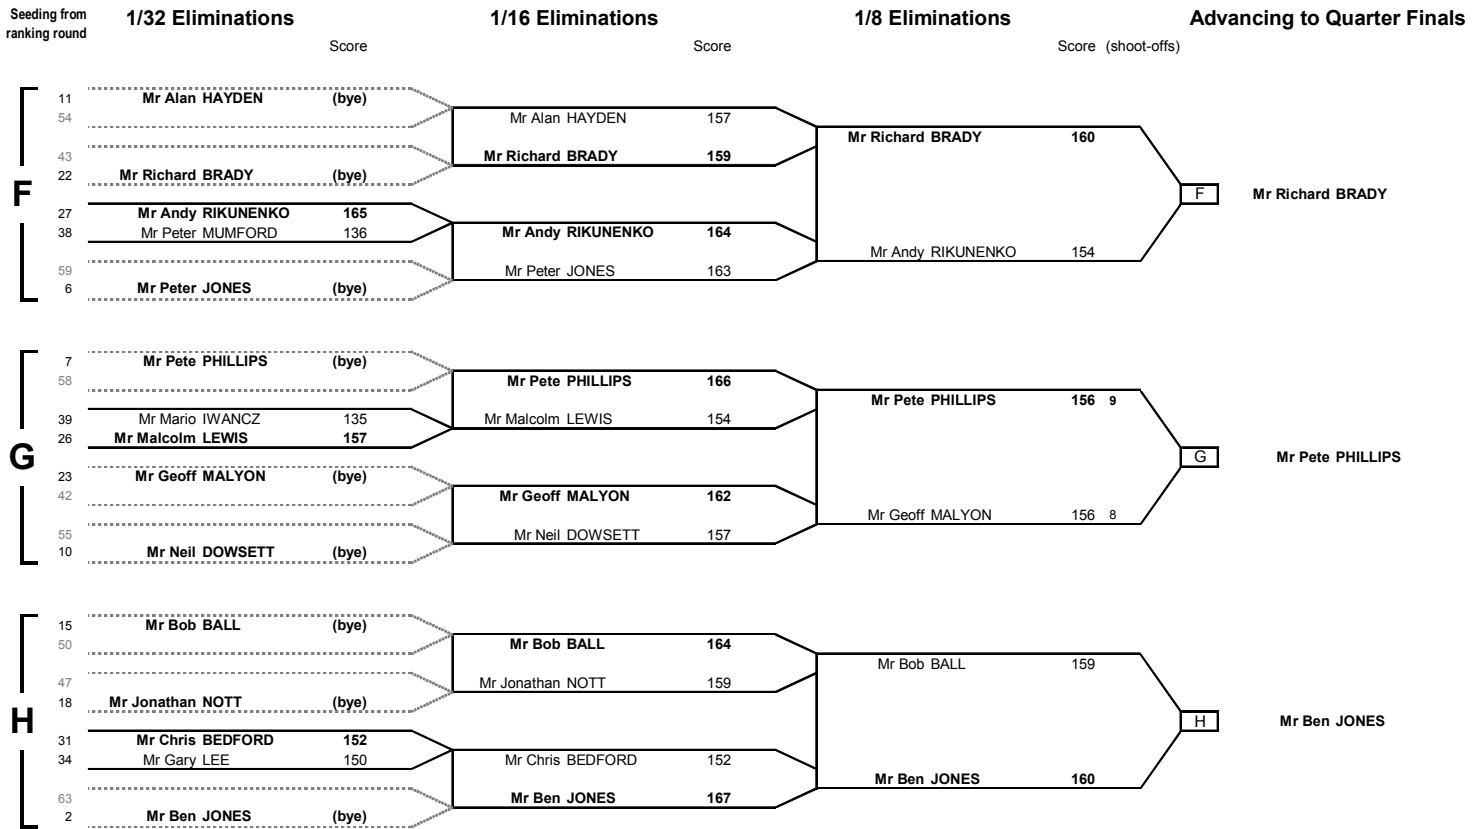 Seeding from 1/32 Eliminations 1/16 Eliminations 1/8 Eliminations Advancing to Quarter Finals
ranking round
Score Score Score (shoot-offs)
F
11 Mr Alan HAYDEN (bye)
54 Mr Alan HAYDEN 157
Mr Richard BRADY 160
43 Mr Richard BRADY 159
22 Mr Richard BRADY (bye)
F Mr Richard BRADY
27 Mr Andy RIKUNENKO 165
38 Mr Peter MUMFORD 136 Mr Andy RIKUNENKO 164
Mr Andy RIKUNENKO 154
59 Mr Peter JONES 163
6 Mr Peter JONES (bye)
G
7 Mr Pete PHILLIPS (bye)
58 Mr Pete PHILLIPS 166
Mr Pete PHILLIPS 156 9
39 Mr Mario IWANCZ 135 Mr Malcolm LEWIS 154
26 Mr Malcolm LEWIS 157
G Mr Pete PHILLIPS
23 Mr Geoff MALYON (bye)
42 Mr Geoff MALYON 162
Mr Geoff MALYON 156 8
55 Mr Neil DOWSETT 157
10 Mr Neil DOWSETT (bye)
H
15 Mr Bob BALL (bye)
50 Mr Bob BALL 164
Mr Bob BALL 159
47 Mr Jonathan NOTT 159
18 Mr Jonathan NOTT (bye)
H Mr Ben JONES
31 Mr Chris BEDFORD 152
34 Mr Gary LEE 150 Mr Chris BEDFORD 152
Mr Ben JONES 160
63 Mr Ben JONES 167
2 Mr Ben JONES (bye)